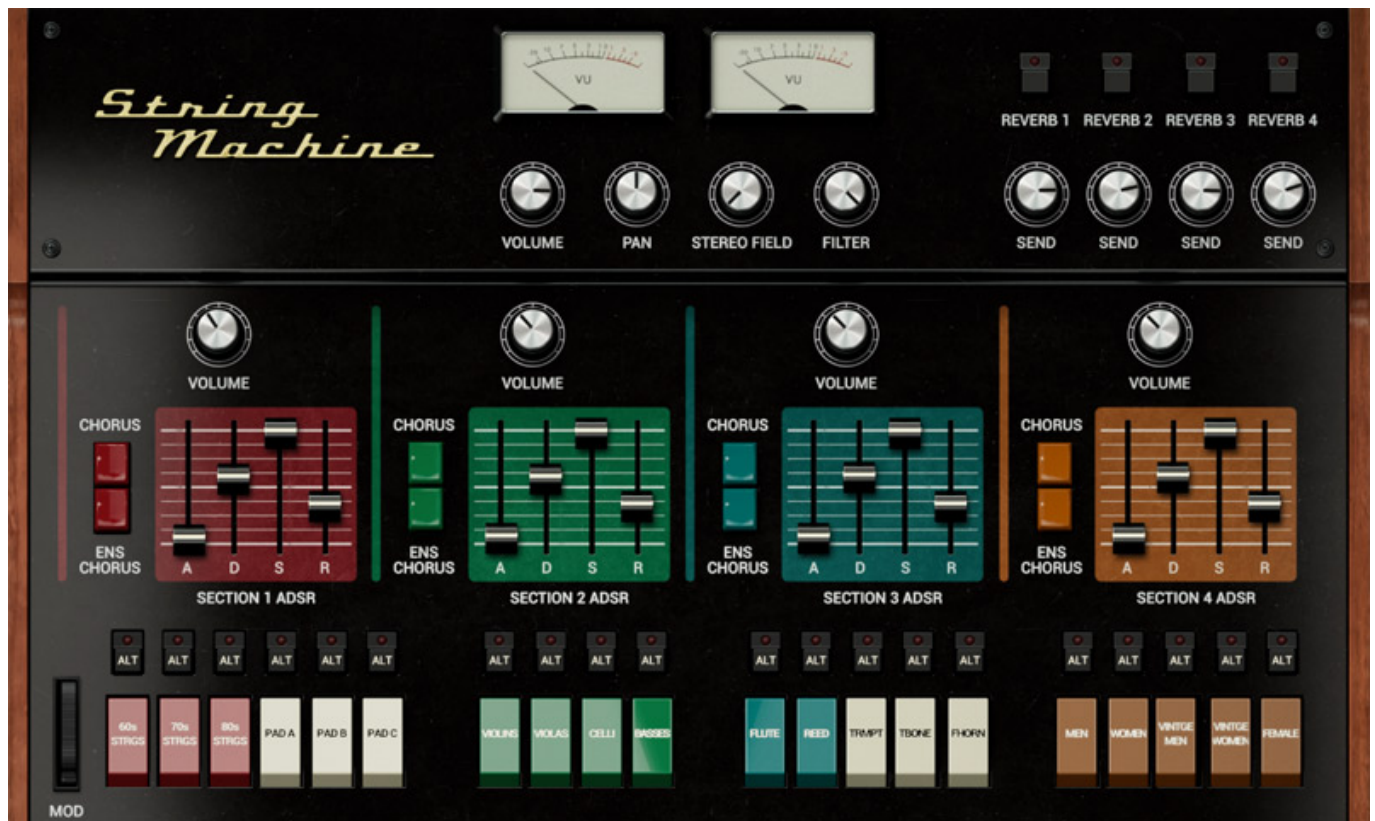 String
Machine
VU
VU
REVERB 1 REVERB 2 REVERB 3 REVERB 4
VOLUME PAN STEREO FIELD FILTER SEND SEND SEND SEND
VOLUME VOLUME VOLUME VOLUME
CHORUS CHORUS CHORUS CHORUS
ENS ENS ENS ENS
CHORUS CHORUS CHORUS CHORUS
A D S R A D S R A D S R A D S R
SECTION 1 ADSR SECTION 2 ADSR SECTION 3 ADSR SECTION 4 ADSR
ALT ALT ALT ALT ALT ALT ALT ALT ALT ALT ALT ALT ALT ALT ALT ALT ALT ALT ALT ALT
60s STRGS
70s STRGS
80s STRGS
PAD A
PAD B
PAD C
VIOLINS
VIOLAS
CELLI
BASSES
FLUTE
REED
TRMPT
TBONE
FHORN
MEN
WOMEN
VINTGE MEN
VINTGE WOMEN
FEMALE
MOD